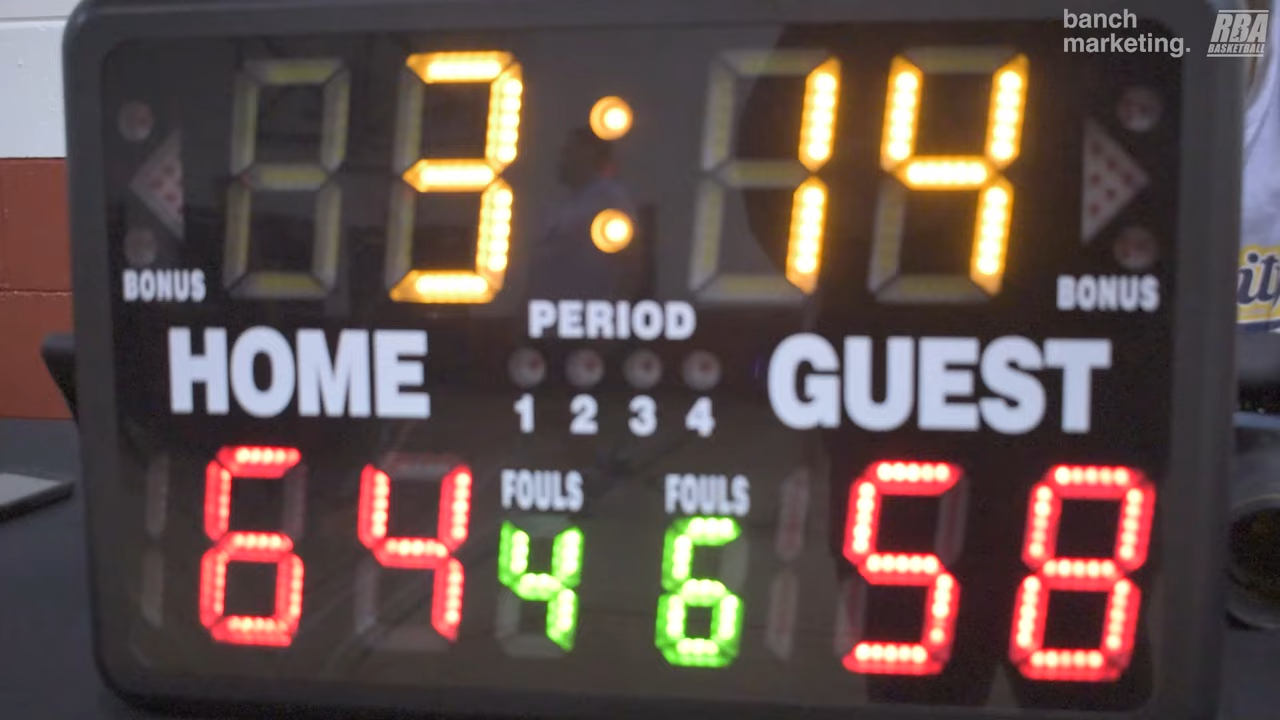 banch
marketing.
RBA
BASKETBALL
3:14
BONUS
BONUS
PERIOD
HOME
GUEST
1 2 3 4
FOULS
FOULS
64
4
6
58